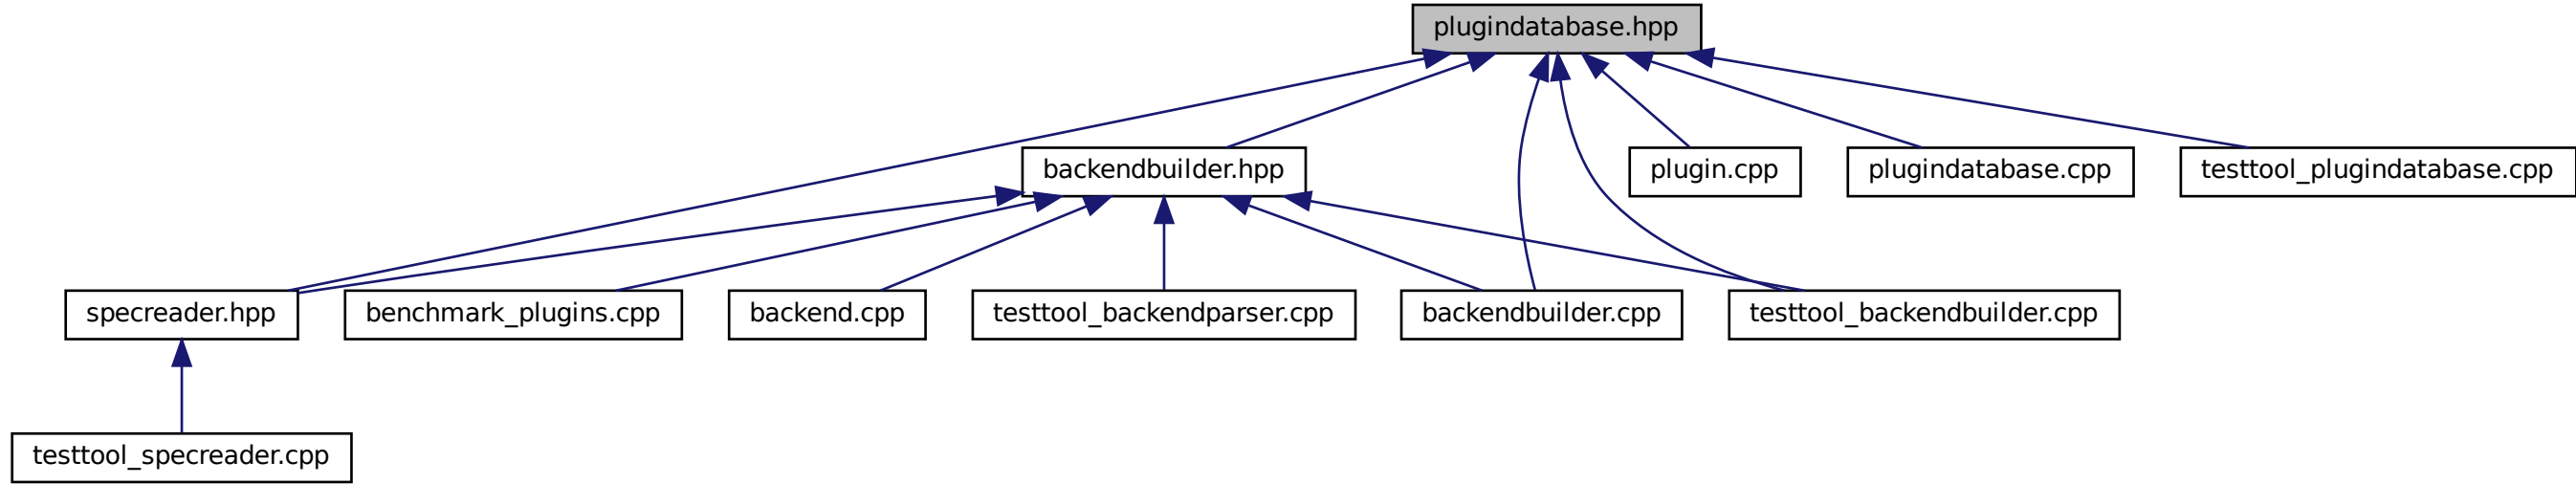 plugindatabase.hpp
backendbuilder.hpp
plugin.cpp
plugindatabase.cpp
testtool_plugindatabase.cpp
specreader.hpp
benchmark_plugins.cpp
backend.cpp
testtool_backendparser.cpp
backendbuilder.cpp
testtool_backendbuilder.cpp
testtool_specreader.cpp